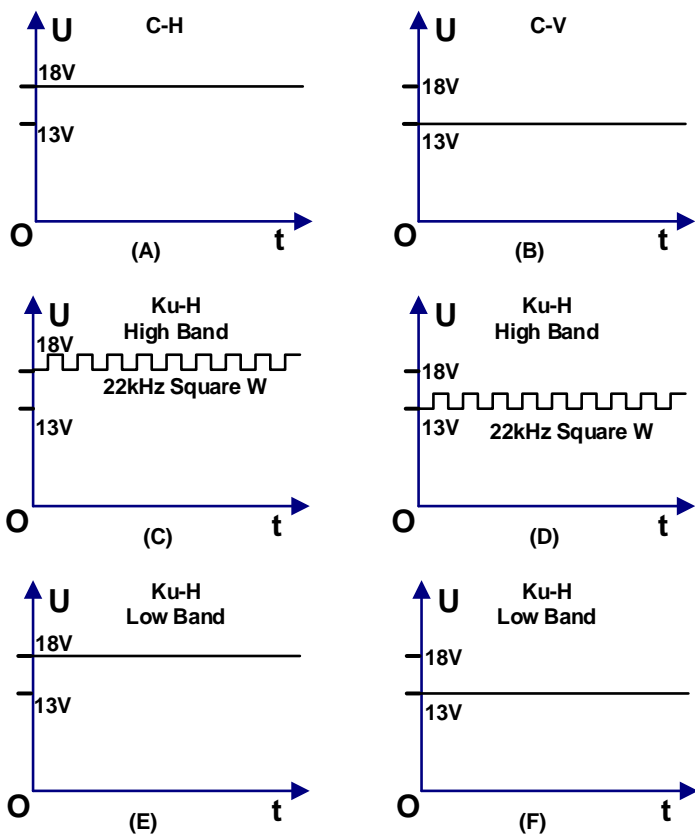 U
C-H
18V
13V
O
t
(A)
U
C-V
18V
13V
O
t
(B)
U
Ku-H
High Band
18V
22kHz Square W
13V
O
t
(C)
U
Ku-H
High Band
18V
13V
22kHz Square W
O
t
(D)
U
Ku-H
Low Band
18V
13V
O
t
(E)
U
Ku-H
Low Band
18V
13V
O
t
(F)